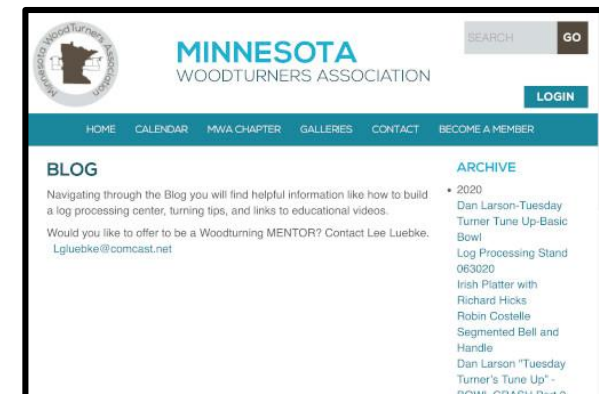 Minnesota WoodTurners Association
MINNESOTA
WOODTURNERS ASSOCIATION
SEARCH
GO
LOGIN
HOME CALENDAR MWA CHAPTER GALLERIES CONTACT BECOME A MEMBER
BLOG
Navigating through the Blog you will find helpful information like how to build
a log processing center, turning tips, and links to educational videos.
Would you like to offer to be a Woodturning MENTOR? Contact Lee Luebke.
Lgluebke@comcast.net
ARCHIVE
• 2020
Dan Larson-Tuesday
Turner Tune Up-Basic
Bowl
Log Processing Stand
063020
Irish Platter with
Richard Hicks
Robin Costelle
Segmented Bell and
Handle
Dan Larson "Tuesday
Turner's Tune Up" -
BOWL CRASH Part 2